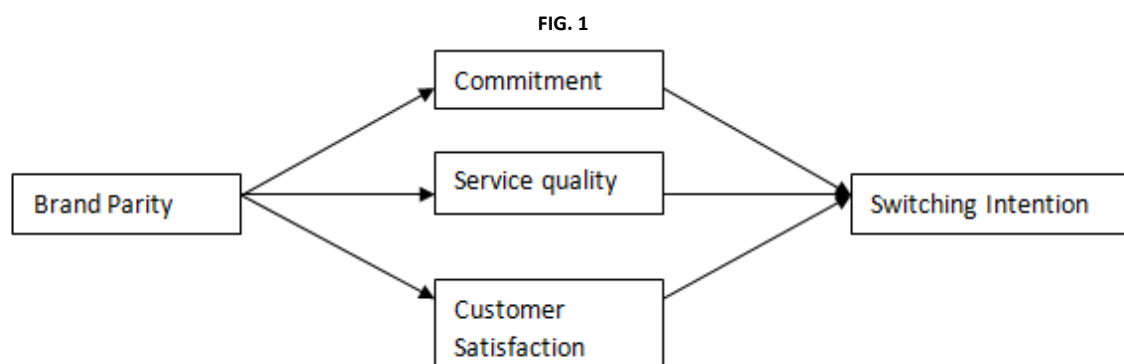 FIG. 1
Commitment
Service quality
Brand Parity
Switching Intention
Customer
Satisfaction